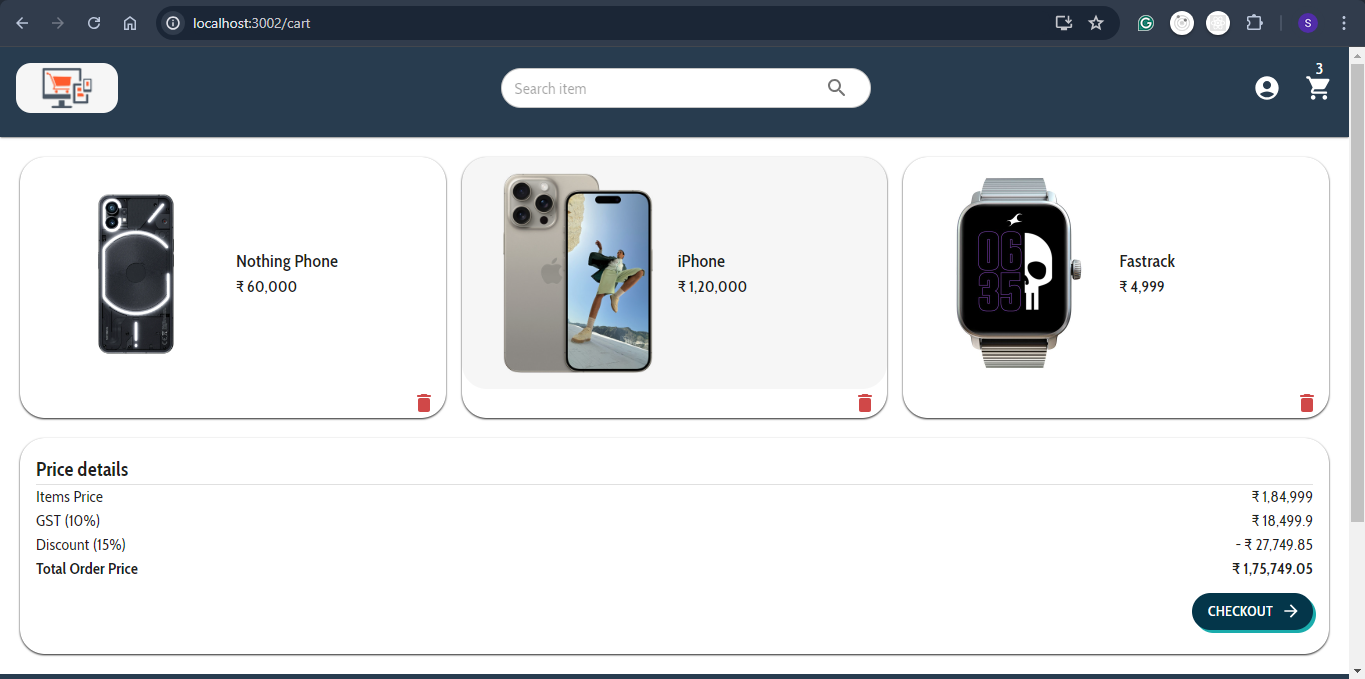 localhost:3002/cart
S
3
Search item
Nothing Phone
₹ 60,000
iPhone
₹ 1,20,000
06
35
Fastrack
₹ 4,999
Price details
Items Price ₹ 1,84,999
GST (10%) ₹ 18,499.9
Discount (15%) - ₹ 27,749.85
Total Order Price ₹ 1,75,749.05
CHECKOUT